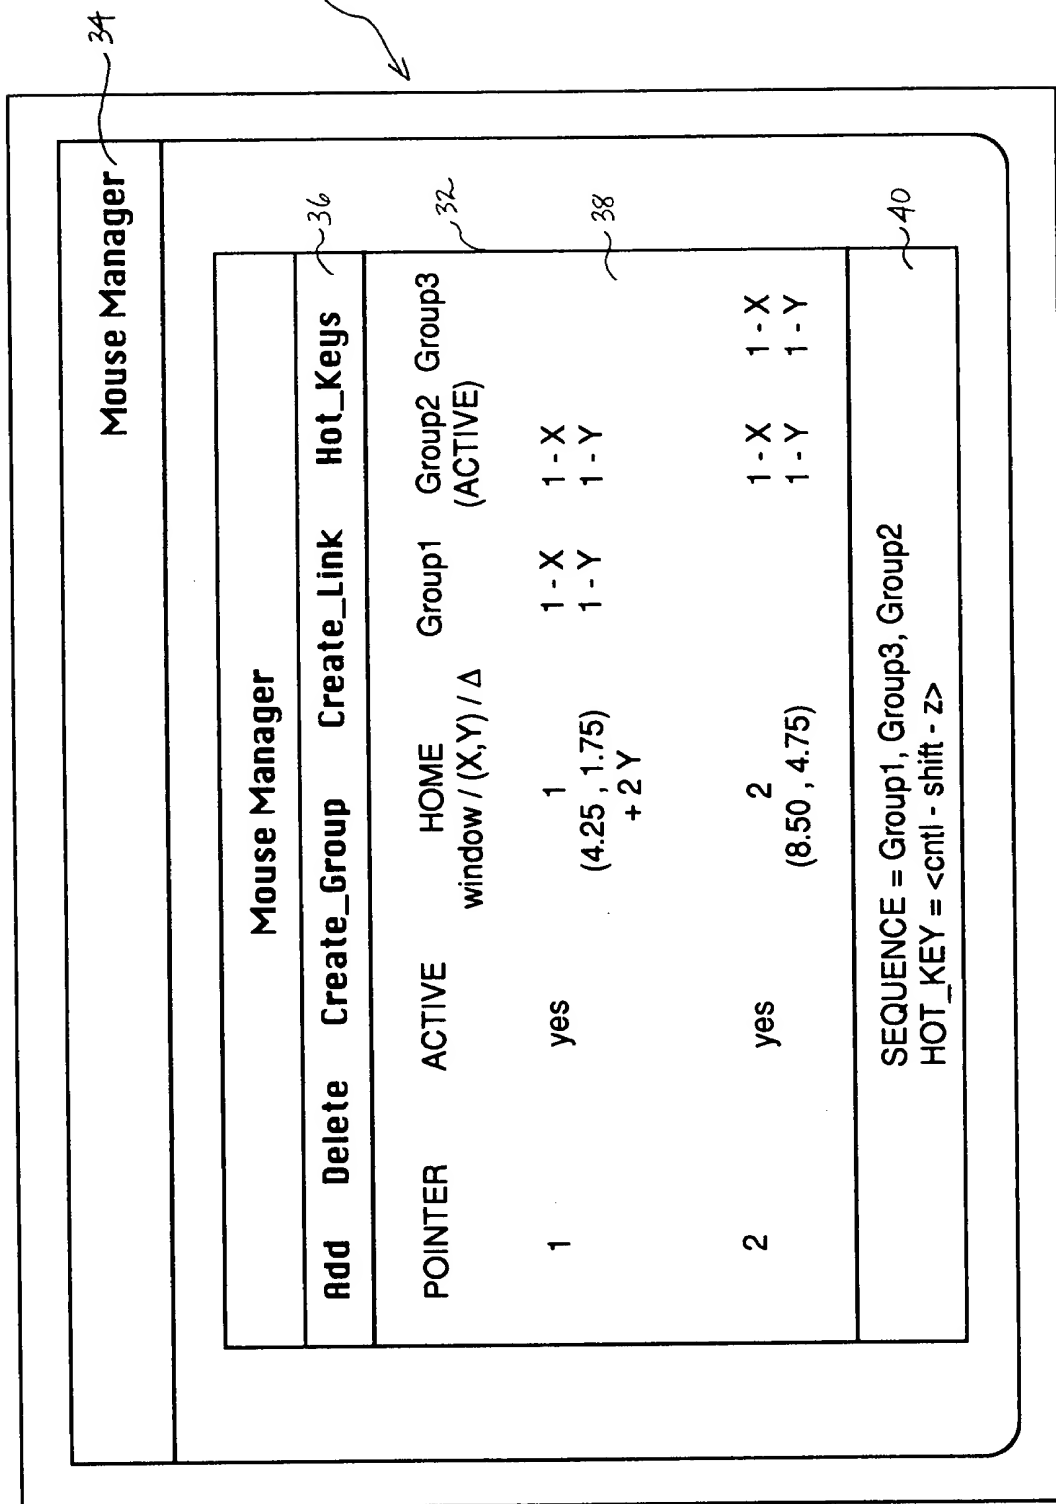 Mouse Manager 34
Mouse Manager
Add Delete Create_Group Create_Link Hot_Keys 36
POINTER ACTIVE HOME Group1 Group2 Group3 32
window / (X,Y) / Δ (ACTIVE)
1 yes 1 1 - X 1 - X
(4.25 , 1.75) 1 - Y 1 - Y 38
+ 2 Y
2 yes 2 1 - X 1 - X
(8.50 , 4.75) 1 - Y 1 - Y
SEQUENCE = Group1, Group3, Group2 40
HOT_KEY = <cntl - shift - z>